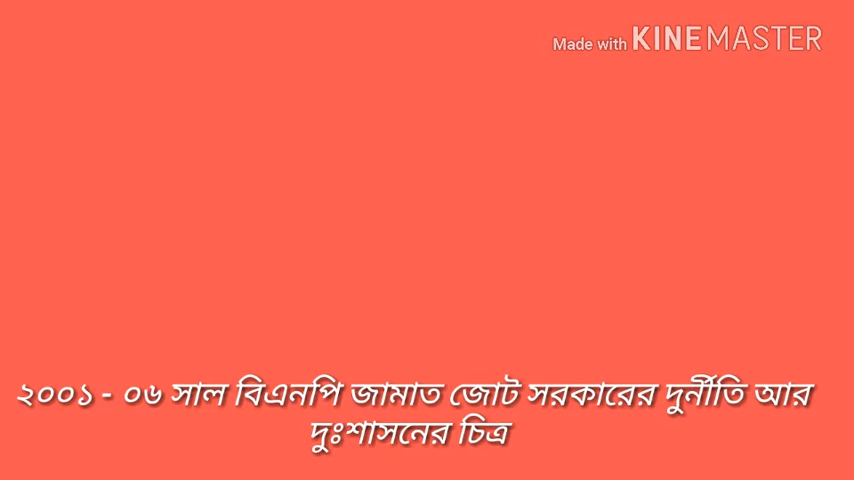 Made with KINEMASTER
২০০১ - ০৬ সাল বিএনপি জামাত জোট সরকারের দুর্নীতি আর
দুঃশাসনের চিত্র